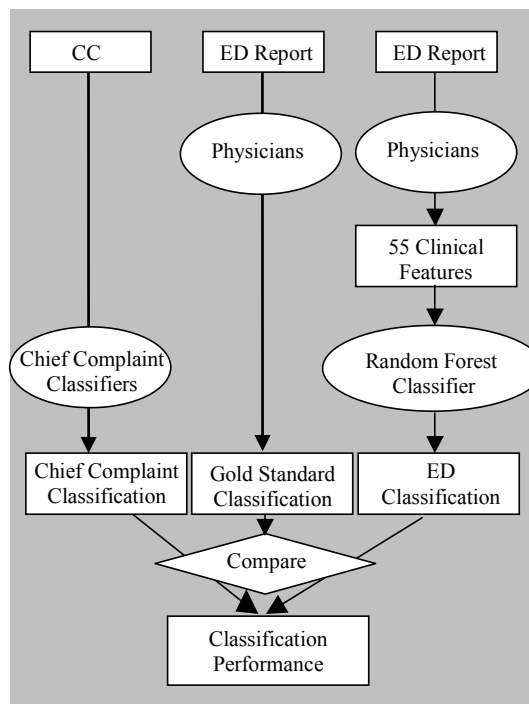 CC
ED Report
ED Report
Physicians
Physicians
55 Clinical
Features
Chief Complaint
Classifiers
Random Forest
Classifier
Chief Complaint
Classification
Gold Standard
Classification
ED
Classification
Compare
Classification
Performance